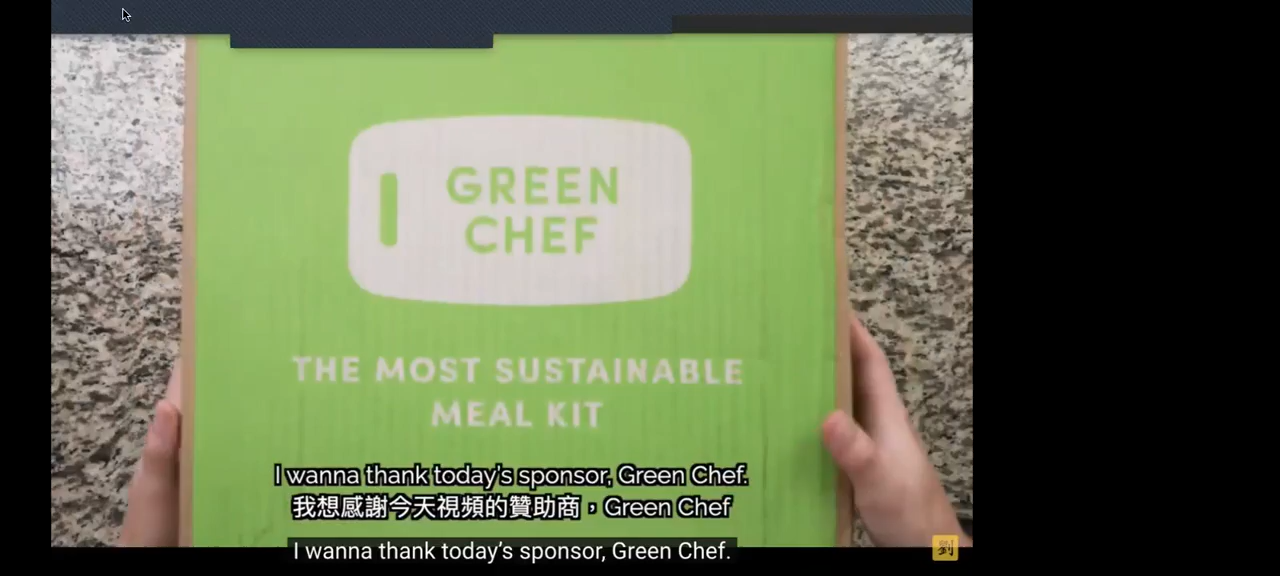 GREEN
CHEF
THE MOST SUSTAINABLE
MEAL KIT
I wanna thank today's sponsor, Green Chef.
我想感謝今天視頻的贊助商，Green Chef
I wanna thank today’s sponsor, Green Chef.
劉